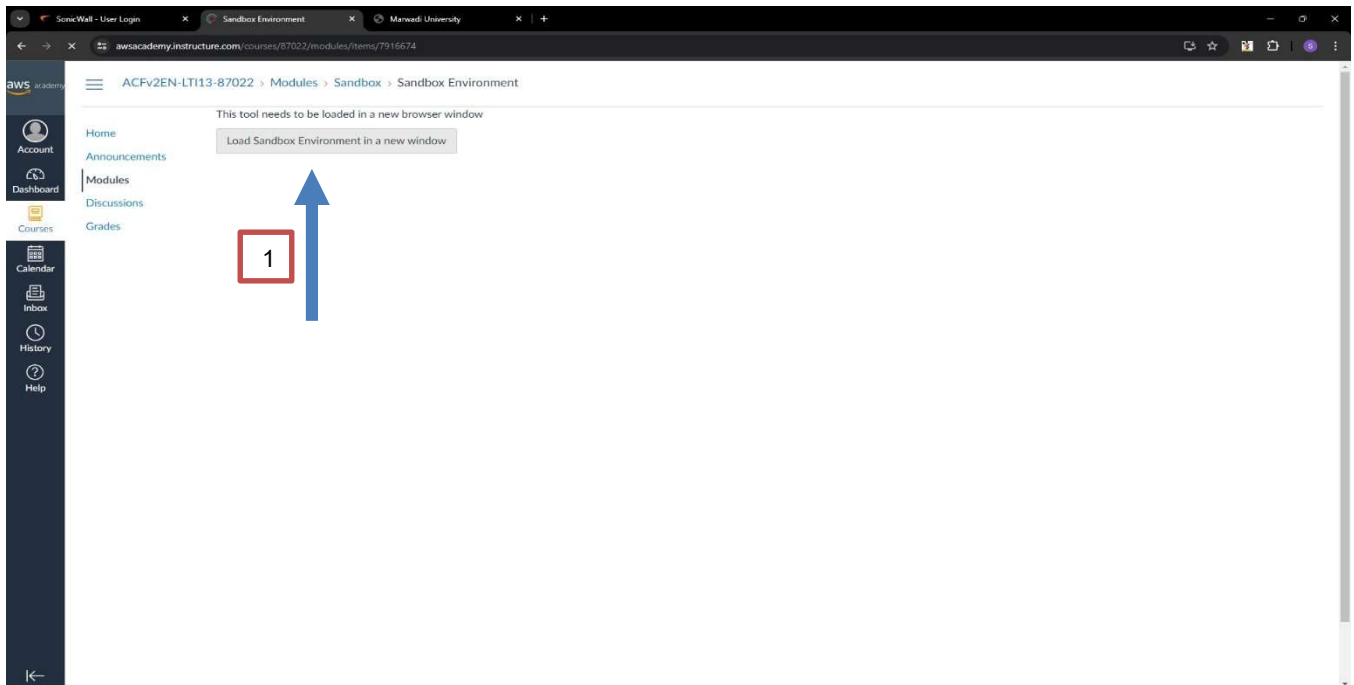 SonicWall - User Login
Sandbox Environment
Marwadi University
awsacademy.instructure.com/courses/87022/modules/items/7916674
aws academy
ACFv2EN-LTI13-87022 › Modules › Sandbox › Sandbox Environment
This tool needs to be loaded in a new browser window
Load Sandbox Environment in a new window
Home
Announcements
Modules
Discussions
Grades
Account
Dashboard
Courses
Calendar
Inbox
History
Help
1